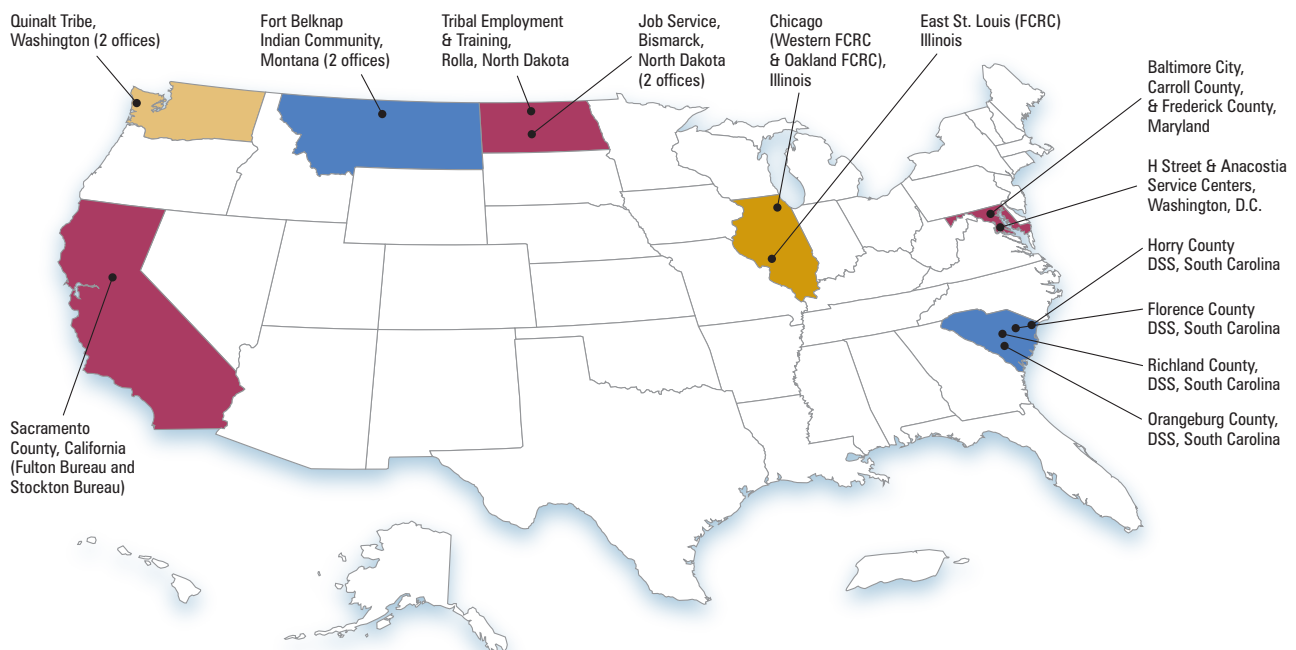 Quinalt Tribe,
Washington (2 offices)
Fort Belknap
Indian Community,
Montana (2 offices)
Tribal Employment
& Training,
Rolla, North Dakota
Job Service,
Bismarck,
North Dakota
(2 offices)
Chicago
(Western FCRC
& Oakland FCRC),
Illinois
East St. Louis (FCRC)
Illinois
Baltimore City,
Carroll County,
& Frederick County,
Maryland
H Street & Anacostia
Service Centers,
Washington, D.C.
Horry County
DSS, South Carolina
Florence County
DSS, South Carolina
Richland County,
DSS, South Carolina
Orangeburg County,
DSS, South Carolina
Sacramento
County, California
(Fulton Bureau and
Stockton Bureau)